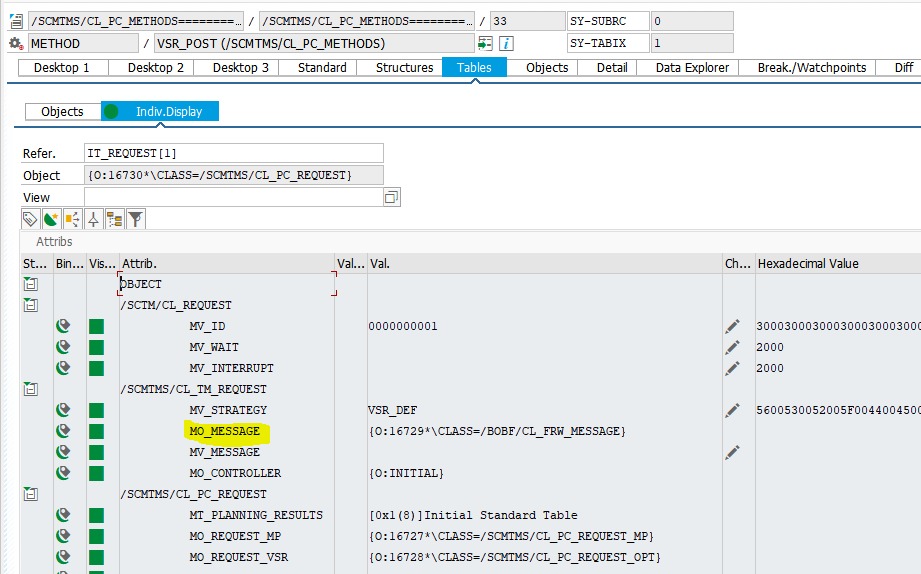 /SCMTMS/CL_PC_METHODS========... / /SCMTMS/CL_PC_METHODS========... / 33 SY-SUBRC 0
METHOD / VSR_POST (/SCMTMS/CL_PC_METHODS) SY-TABIX 1
Desktop 1 Desktop 2 Desktop 3 Standard Structures Tables Objects Detail Data Explorer Break./Watchpoints Diff
Objects Indiv.Display
Refer. IT_REQUEST[1]
Object {O:16730*\CLASS=/SCMTMS/CL_PC_REQUEST}
View
Attribs
St... Bin... Vis... Attrib. Val... Val. Ch... Hexadecimal Value
OBJECT
/SCTM/CL_REQUEST
MV_ID 0000000001 3000300030003000300030003000
MV_WAIT 2000
MV_INTERRUPT 2000
/SCMTMS/CL_TM_REQUEST
MV_STRATEGY VSR_DEF 5600530052005F0044004500
MO_MESSAGE {O:16729*\CLASS=/BOBF/CL_FRW_MESSAGE}
MV_MESSAGE
MO_CONTROLLER {O:INITIAL}
/SCMTMS/CL_PC_REQUEST
MT_PLANNING_RESULTS [0x1(8)]Initial Standard Table
MO_REQUEST_MP {O:16727*\CLASS=/SCMTMS/CL_PC_REQUEST_MP}
MO_REQUEST_VSR {O:16728*\CLASS=/SCMTMS/CL_PC_REQUEST_OPT}